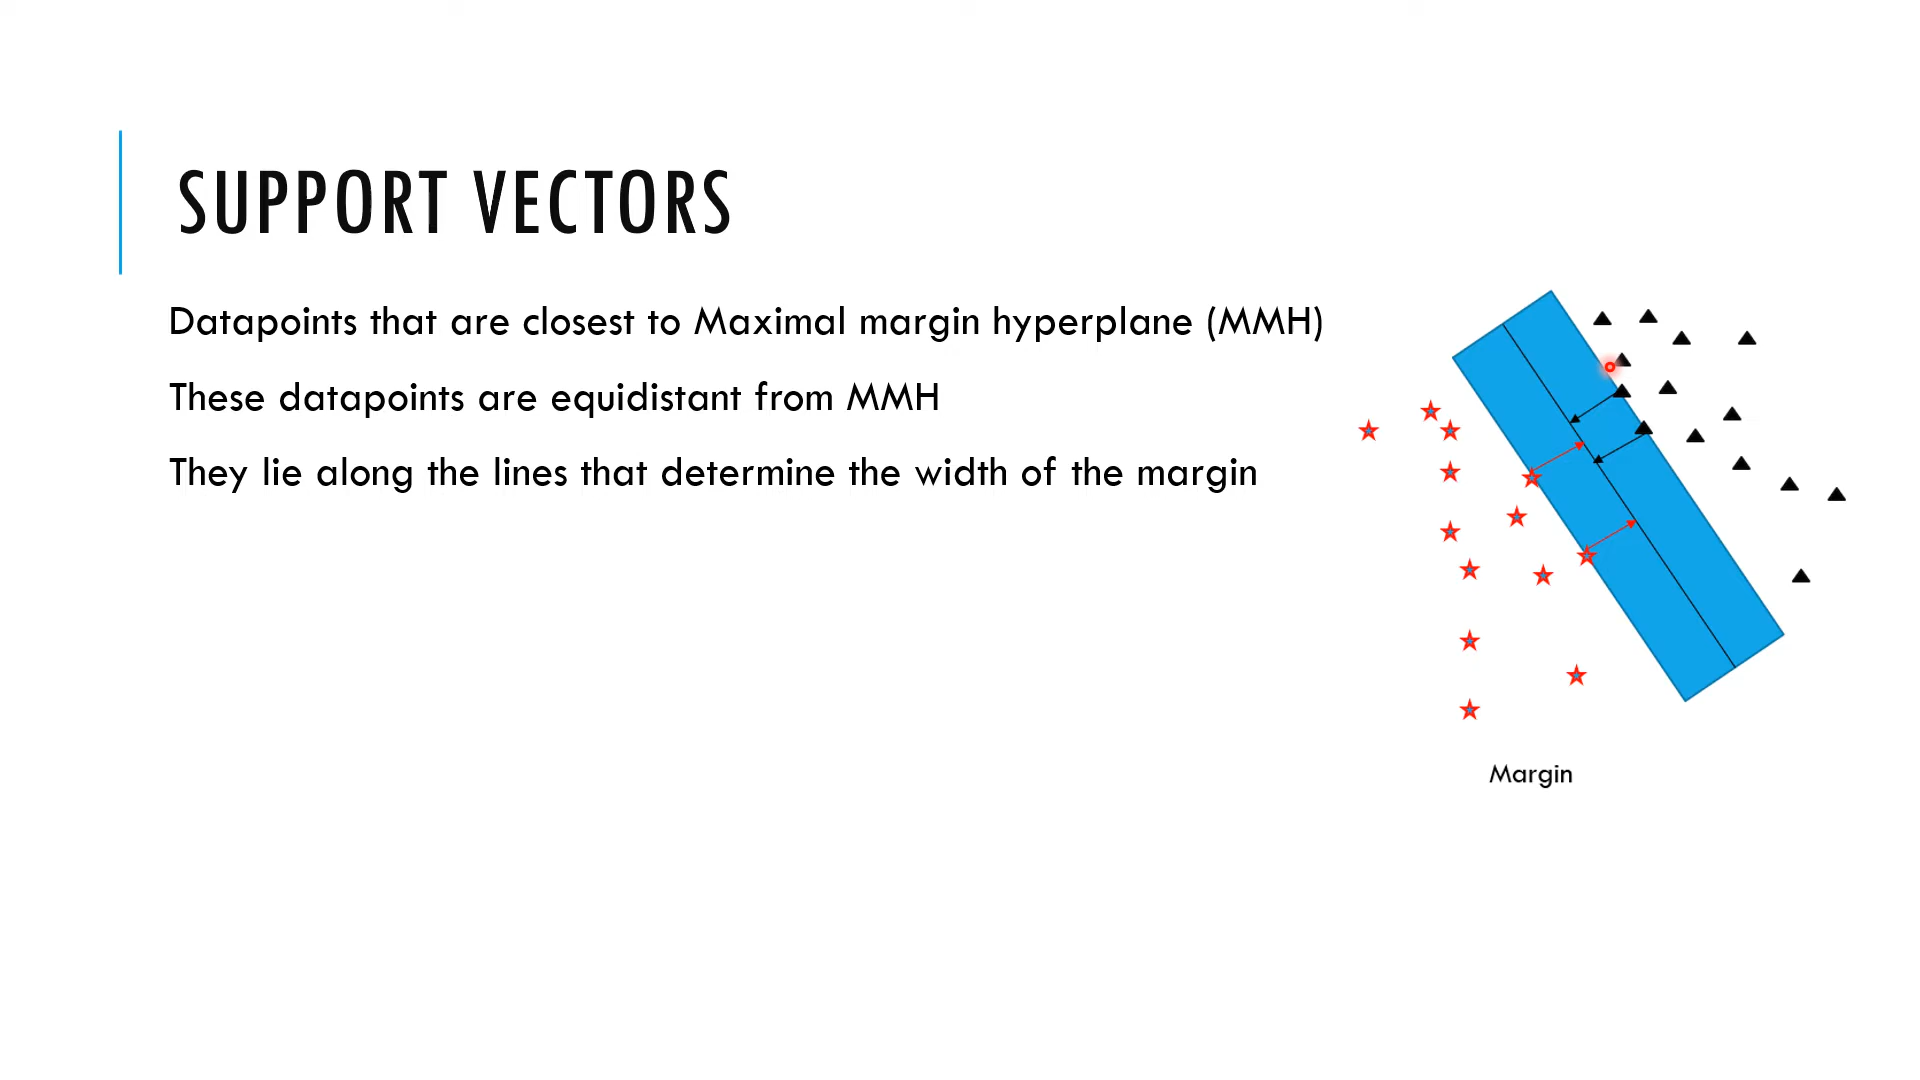 SUPPORT VECTORS
Datapoints that are closest to Maximal margin hyperplane (MMH)
These datapoints are equidistant from MMH
They lie along the lines that determine the width of the margin
Margin